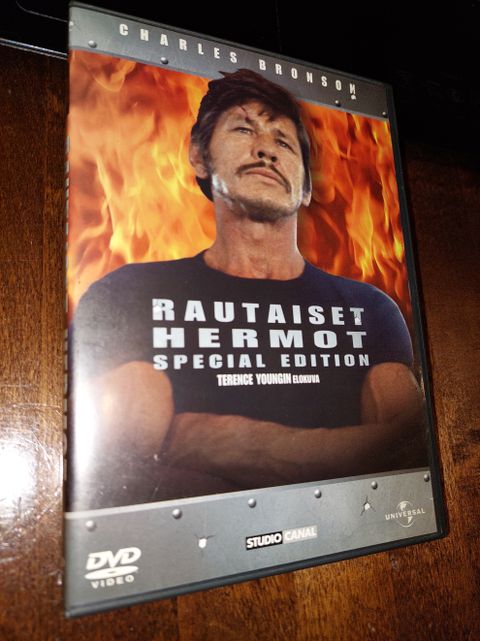 CHARLES BRONSON
RAUTAISET
HERMOT
SPECIAL EDITION
TERENCE YOUNGIN ELOKUVA
STUDIO CANAL
UNIVERSAL
DVD
VIDEO